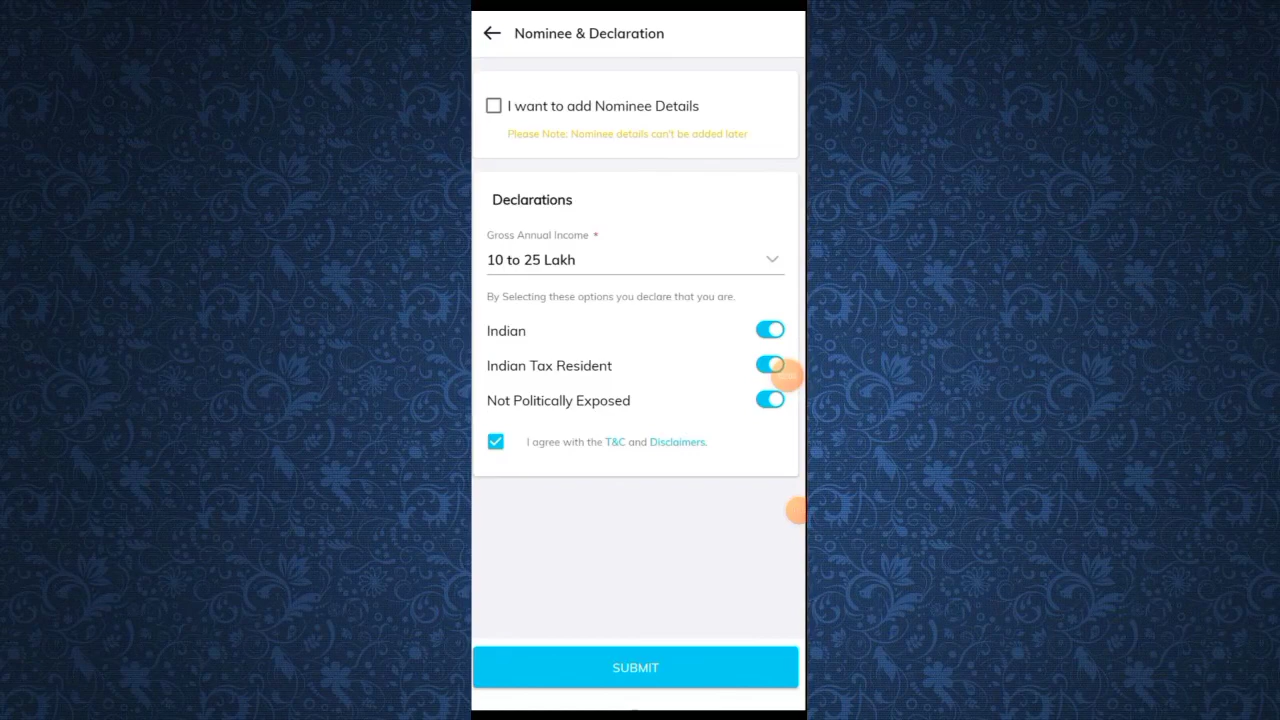 Nominee & Declaration
I want to add Nominee Details
Please Note: Nominee details can't be added later
Declarations
Gross Annual Income *
10 to 25 Lakh
By Selecting these options you declare that you are.
Indian
Indian Tax Resident
Not Politically Exposed
I agree with the T&C and Disclaimers.
SUBMIT